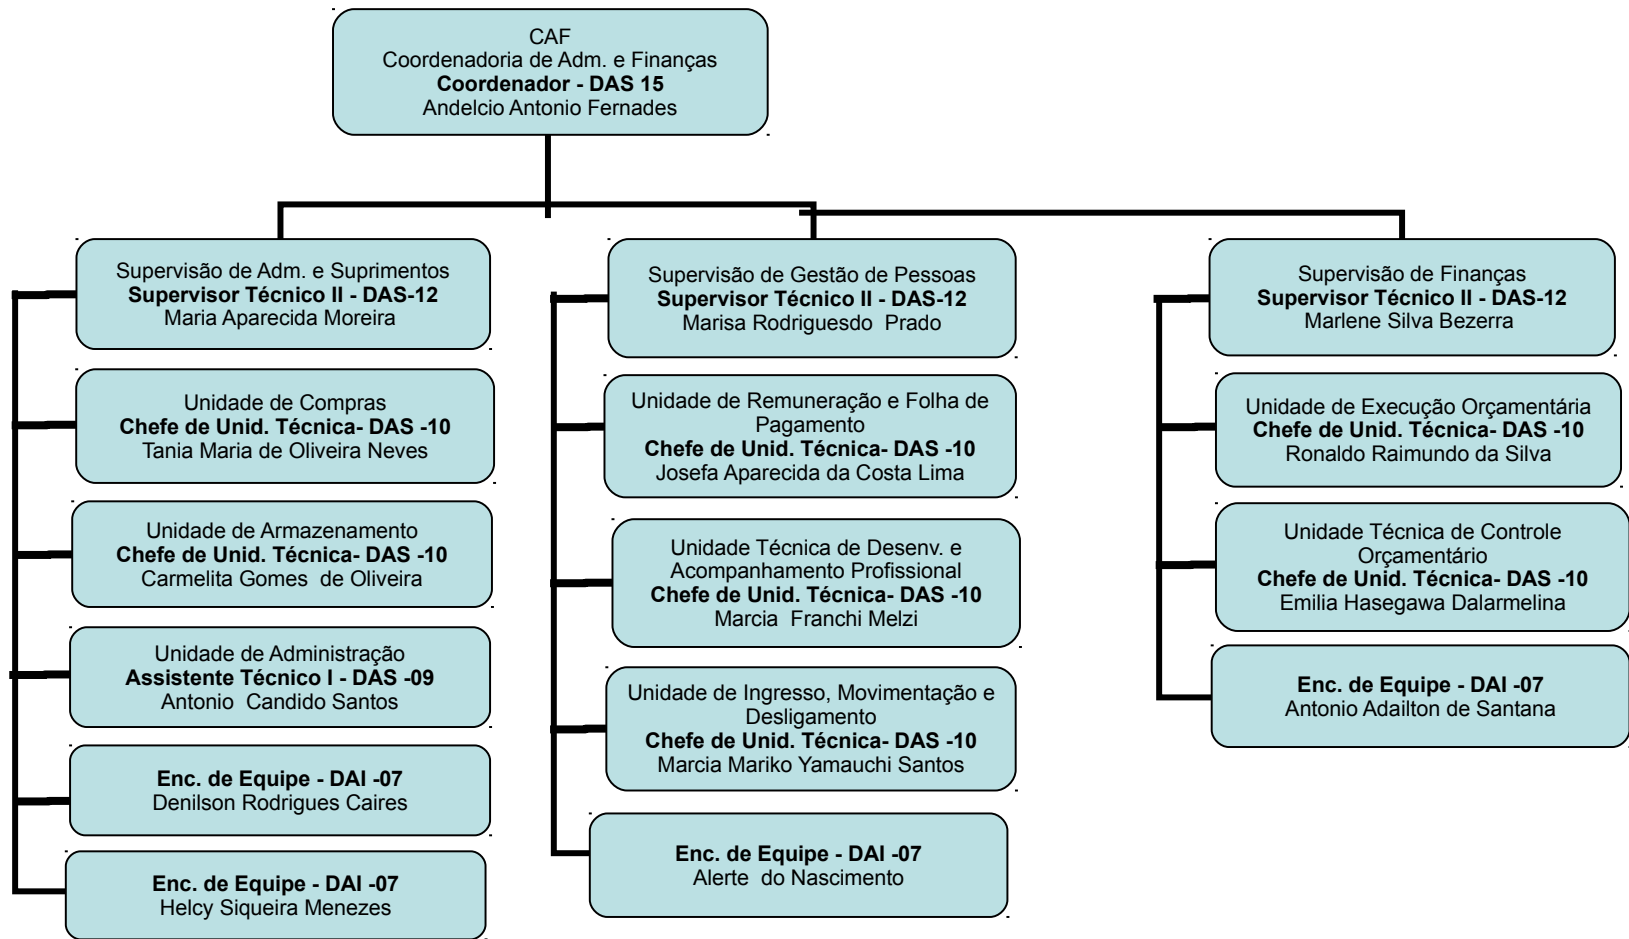 CAF
Coordenadoria de Adm. e Finanças
Coordenador - DAS 15
Andelcio Antonio Fernades
Supervisão de Adm. e Suprimentos
Supervisor Técnico II - DAS-12
Maria Aparecida Moreira
Unidade de Compras
Chefe de Unid. Técnica- DAS -10
Tania Maria de Oliveira Neves
Unidade de Armazenamento
Chefe de Unid. Técnica- DAS -10
Carmelita Gomes  de Oliveira
Unidade de Administração
Assistente Técnico I - DAS -09
Antonio  Candido Santos
Enc. de Equipe - DAI -07
Denilson Rodrigues Caires
Enc. de Equipe - DAI -07
Helcy Siqueira Menezes
Supervisão de Gestão de Pessoas
Supervisor Técnico II - DAS-12
Marisa Rodriguesdo  Prado
Unidade de Remuneração e Folha de
Pagamento
Chefe de Unid. Técnica- DAS -10
Josefa Aparecida da Costa Lima
Unidade Técnica de Desenv. e
Acompanhamento Profissional
Chefe de Unid. Técnica- DAS -10
Marcia  Franchi Melzi
Unidade de Ingresso, Movimentação e
Desligamento
Chefe de Unid. Técnica- DAS -10
Marcia Mariko Yamauchi Santos
Enc. de Equipe - DAI -07
Alerte  do Nascimento
Supervisão de Finanças
Supervisor Técnico II - DAS-12
Marlene Silva Bezerra
Unidade de Execução Orçamentária
Chefe de Unid. Técnica- DAS -10
Ronaldo Raimundo da Silva
Unidade Técnica de Controle
Orçamentário
Chefe de Unid. Técnica- DAS -10
Emilia Hasegawa Dalarmelina
Enc. de Equipe - DAI -07
Antonio Adailton de Santana